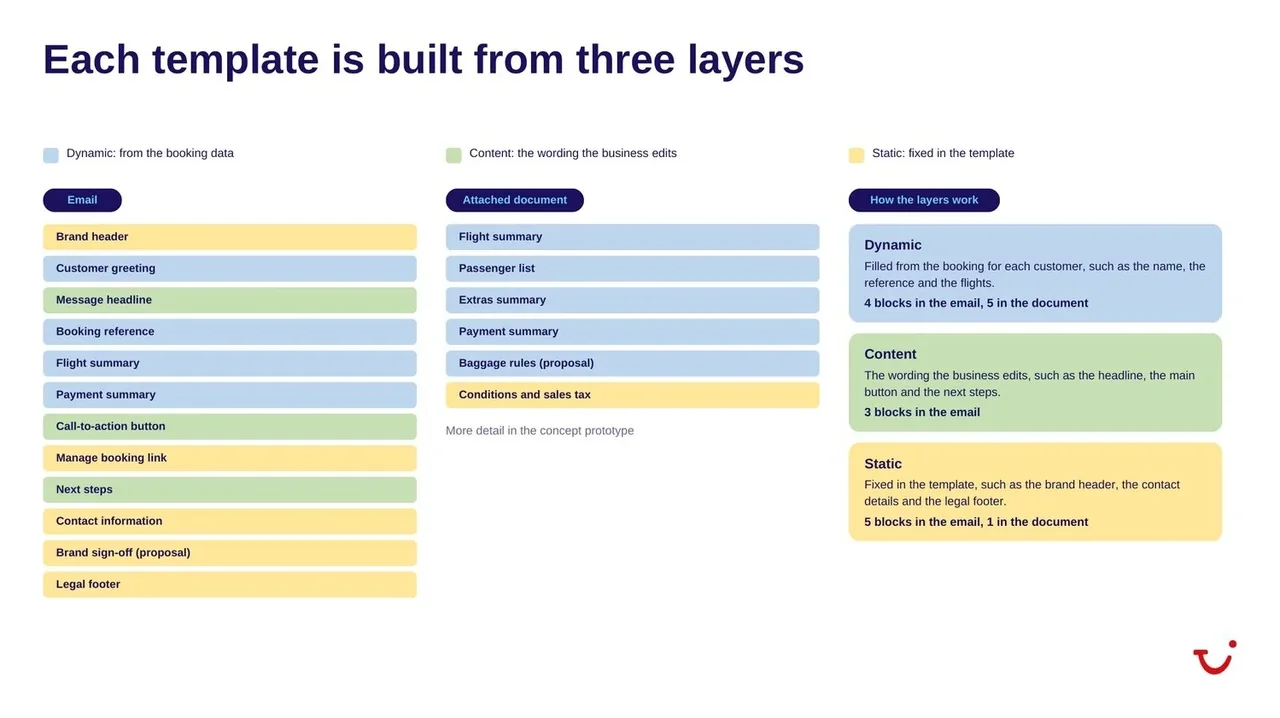 Each template is built from three layers
Dynamic: from the booking data
Content: the wording the business edits
Static: fixed in the template
Email
Brand header
Customer greeting
Message headline
Booking reference
Flight summary
Payment summary
Call-to-action button
Manage booking link
Next steps
Contact information
Brand sign-off (proposal)
Legal footer
Attached document
Flight summary
Passenger list
Extras summary
Payment summary
Baggage rules (proposal)
Conditions and sales tax
More detail in the concept prototype
How the layers work
Dynamic
Filled from the booking for each customer, such as the name, the
reference and the flights.
4 blocks in the email, 5 in the document
Content
The wording the business edits, such as the headline, the main
button and the next steps.
3 blocks in the email
Static
Fixed in the template, such as the brand header, the contact
details and the legal footer.
5 blocks in the email, 1 in the document